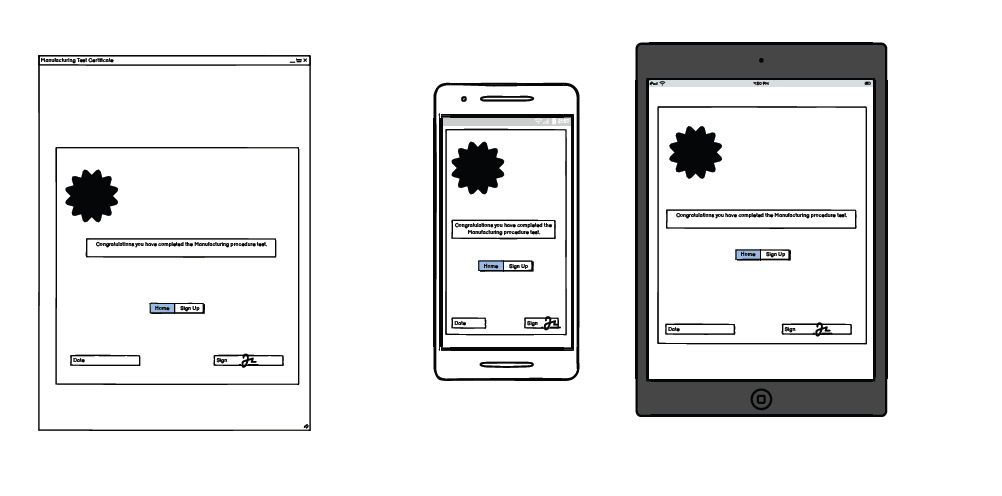 Manufacturing Test Certificate
Congratulations you have completed the Manufacturing procedure test.
Home Sign Up
Date Sign
Congratulations you have completed the
Manufacturing procedure test.
Home Sign Up
Date Sign
iPad 4:50 PM
Congratulations you have completed the Manufacturing procedure test.
Home Sign Up
Date Sign